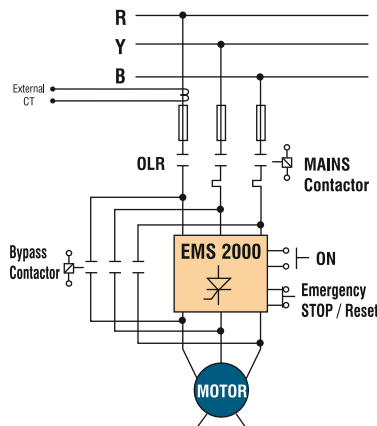 R
Y
B
External
CT
OLR
MAINS
Contactor
Bypass
Contactor
EMS 2000
ON
Emergency
STOP / Reset
MOTOR